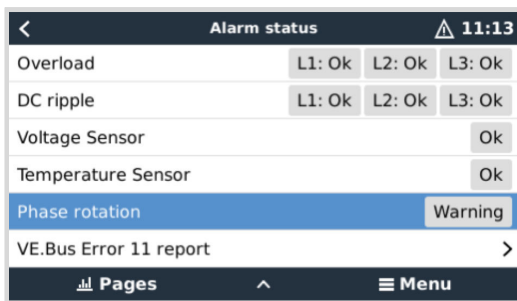 Alarm status 11:13
Overload L1: Ok L2: Ok L3: Ok
DC ripple L1: Ok L2: Ok L3: Ok
Voltage Sensor Ok
Temperature Sensor Ok
Phase rotation Warning
VE.Bus Error 11 report
Pages Menu